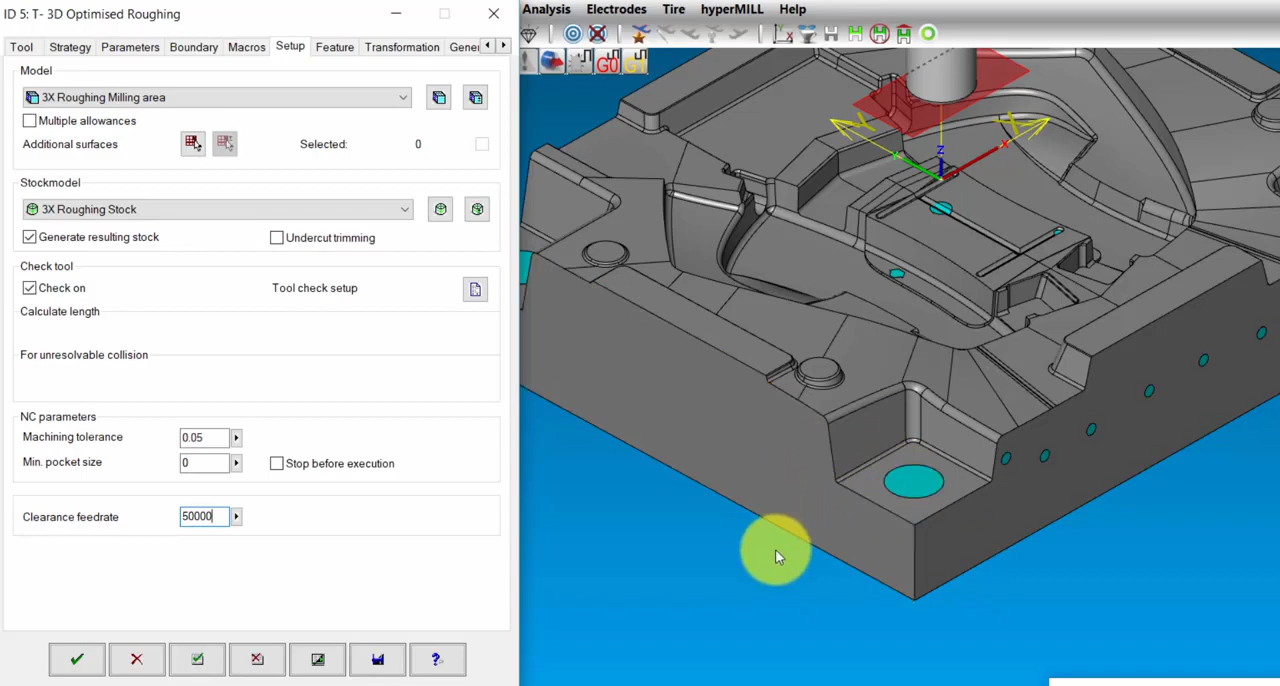 ID 5: T- 3D Optimised Roughing
Analysis Electrodes Tire hyperMILL Help
Tool Strategy Parameters Boundary Macros Setup Feature Transformation Gener
G0 G1
Model
3X Roughing Milling area
Multiple allowances
Additional surfaces Selected: 0
Stockmodel
3X Roughing Stock
Generate resulting stock Undercut trimming
Check tool
Check on Tool check setup
Calculate length
For unresolvable collision
NC parameters
Machining tolerance 0.05
Min. pocket size 0 Stop before execution
Clearance feedrate 50000
Y X
Y Z X